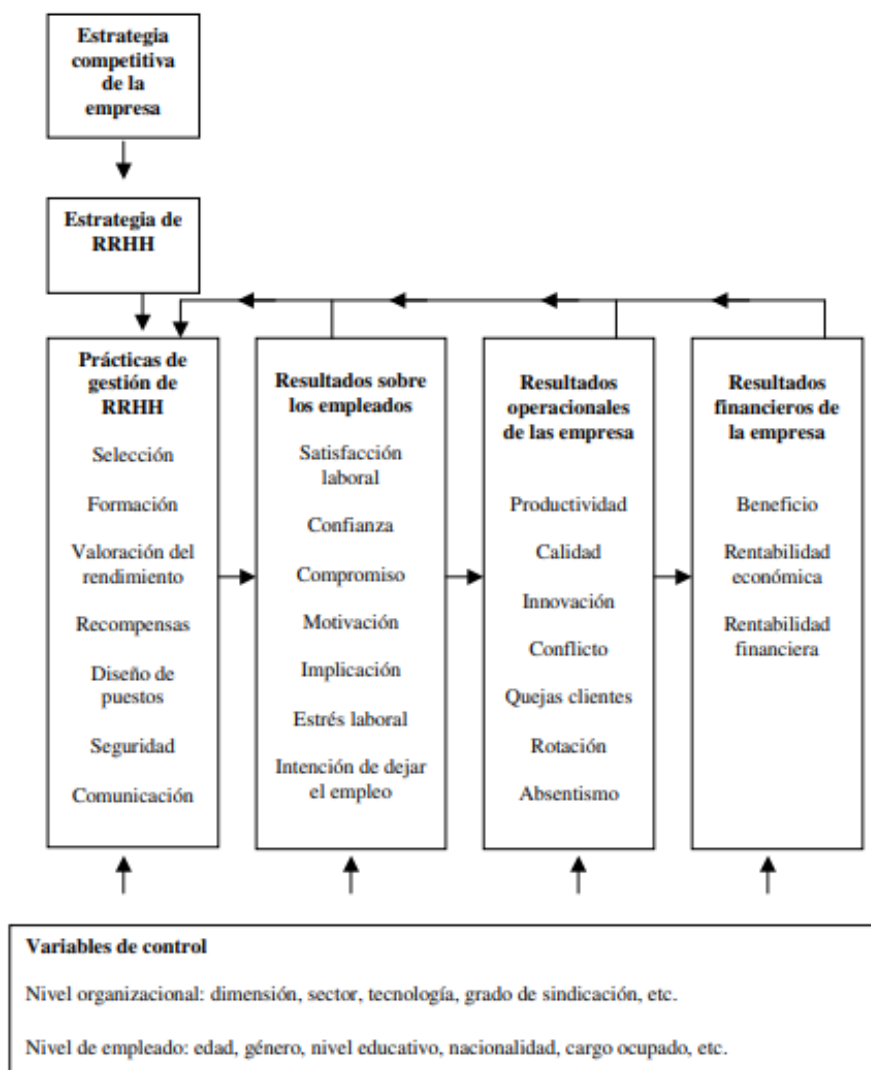 Estrategia
competitiva
de la
empresa
Estrategia de
RRHH
Prácticas de
gestión de
RRHH
Selección
Formación
Valoración del
rendimiento
Recompensas
Diseño de
puestos
Seguridad
Comunicación
Resultados sobre
los empleados
Satisfacción
laboral
Confianza
Compromiso
Motivación
Implicación
Estrés laboral
Intención de dejar
el empleo
Resultados
operacionales
de las empresa
Productividad
Calidad
Innovación
Conflicto
Quejas clientes
Rotación
Absentismo
Resultados
financieros de
la empresa
Beneficio
Rentabilidad
económica
Rentabilidad
financiera
Variables de control
Nivel organizacional: dimensión, sector, tecnología, grado de sindicación, etc.
Nivel de empleado: edad, género, nivel educativo, nacionalidad, cargo ocupado, etc.